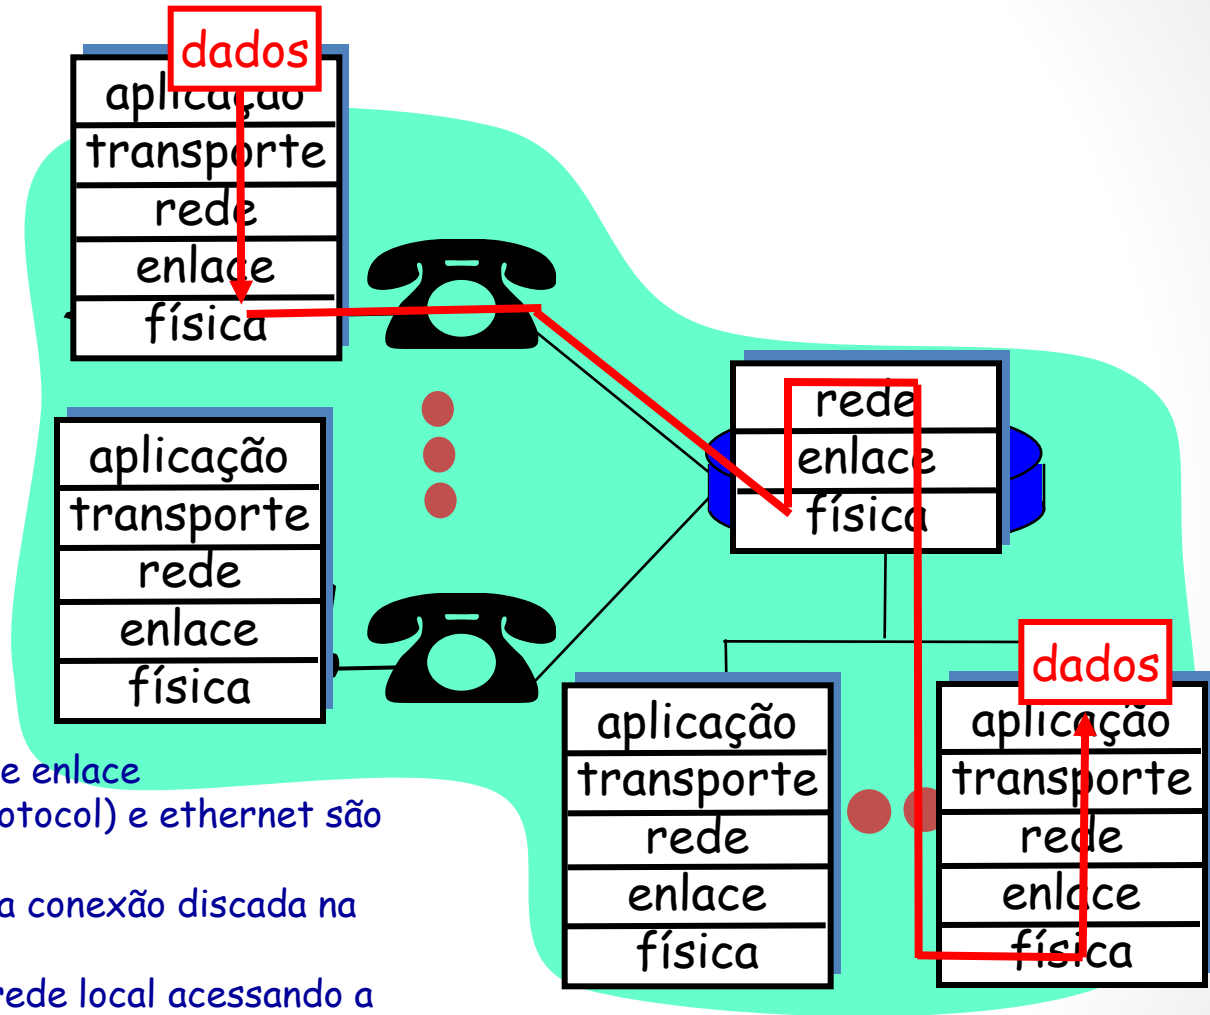 dados
aplicação
transporte
rede
enlace
física
aplicação
transporte
rede
enlace
física
rede
enlace
física
aplicação
transporte
rede
enlace
física
dados
aplicação
transporte
rede
enlace
física
e enlace
otocol) e ethernet são
a conexão discada na
rede local acessando a